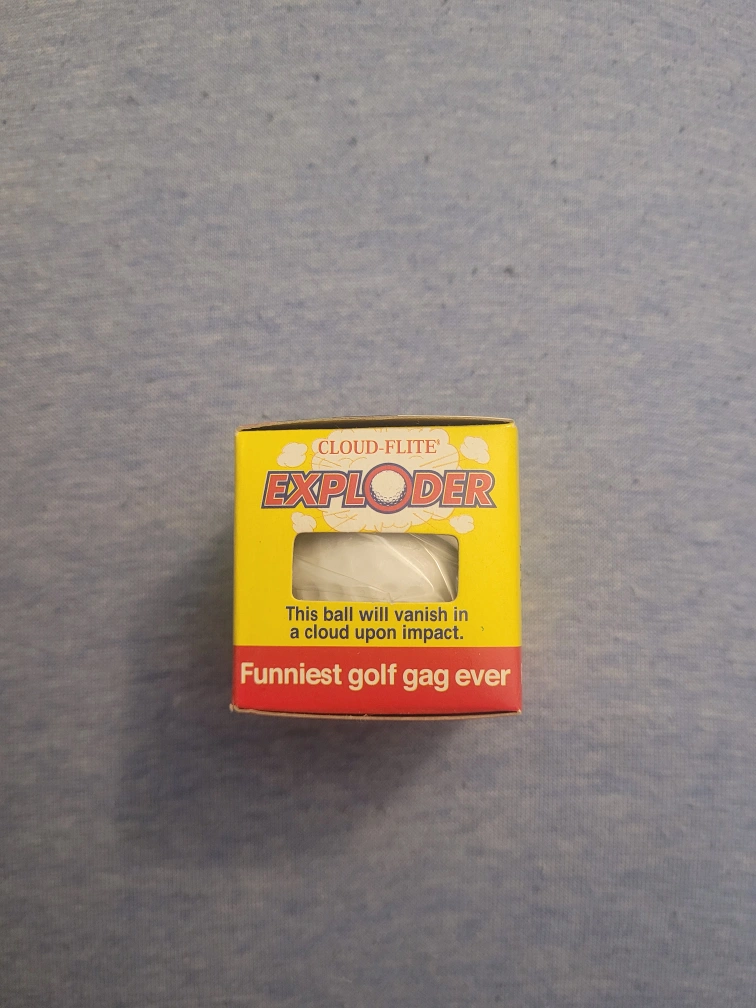 CLOUD-FLITE®
EXPLODER
This ball will vanish in
a cloud upon impact.
Funniest golf gag ever